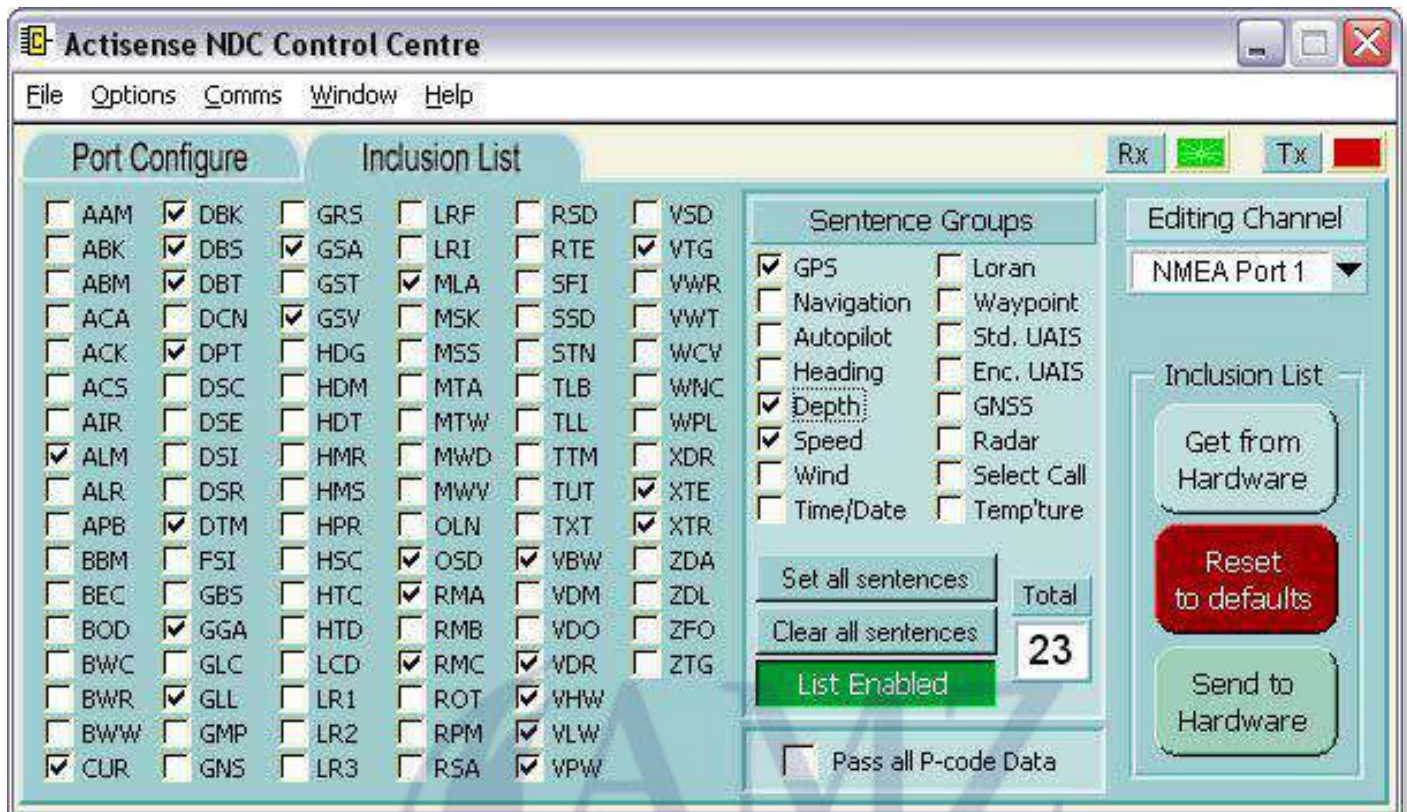 Actisense NDC Control Centre
File Options Comms Window Help
Port Configure Inclusion List Rx Tx
AAM DBK GRS LRF RSD VSD
ABK DBS GSA LRI RTE VTG
ABM DBT GST MLA SFI VWR
ACA DCN GSV MSK SSD VWT
ACK DPT HDG MSS STN WCV
ACS DSC HDM MTA TLB WNC
AIR DSE HDT MTW TLL WPL
ALM DSI HMR MWD TTM XDR
ALR DSR HMS MWV TUT XTE
APB DTM HPR OLN TXT XTR
BBM FSI HSC OSD VBW ZDA
BEC GBS HTC RMA VDM ZDL
BOD GGA HTD RMB VDO ZFO
BWC GLC LCD RMC VDR ZTG
BWR GLL LR1 ROT VHW
BWW GMP LR2 RPM VLW
CUR GNS LR3 RSA VPW
Sentence Groups
GPS Loran
Navigation Waypoint
Autopilot Std. UAIS
Heading Enc. UAIS
Depth GNSS
Speed Radar
Wind Select Call
Time/Date Temp'ture
Set all sentences
Clear all sentences
List Enabled
Total
23
Pass all P-code Data
Editing Channel
NMEA Port 1
Inclusion List
Get from
Hardware
Reset
to defaults
Send to
Hardware
AMZ